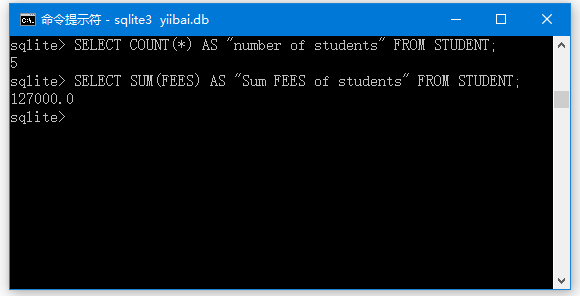 命令提示符 - sqlite3 yiibai.db
sqlite> SELECT COUNT(*) AS "number of students" FROM STUDENT;
5
sqlite> SELECT SUM(FEES) AS "Sum FEES of students" FROM STUDENT;
127000.0
sqlite>